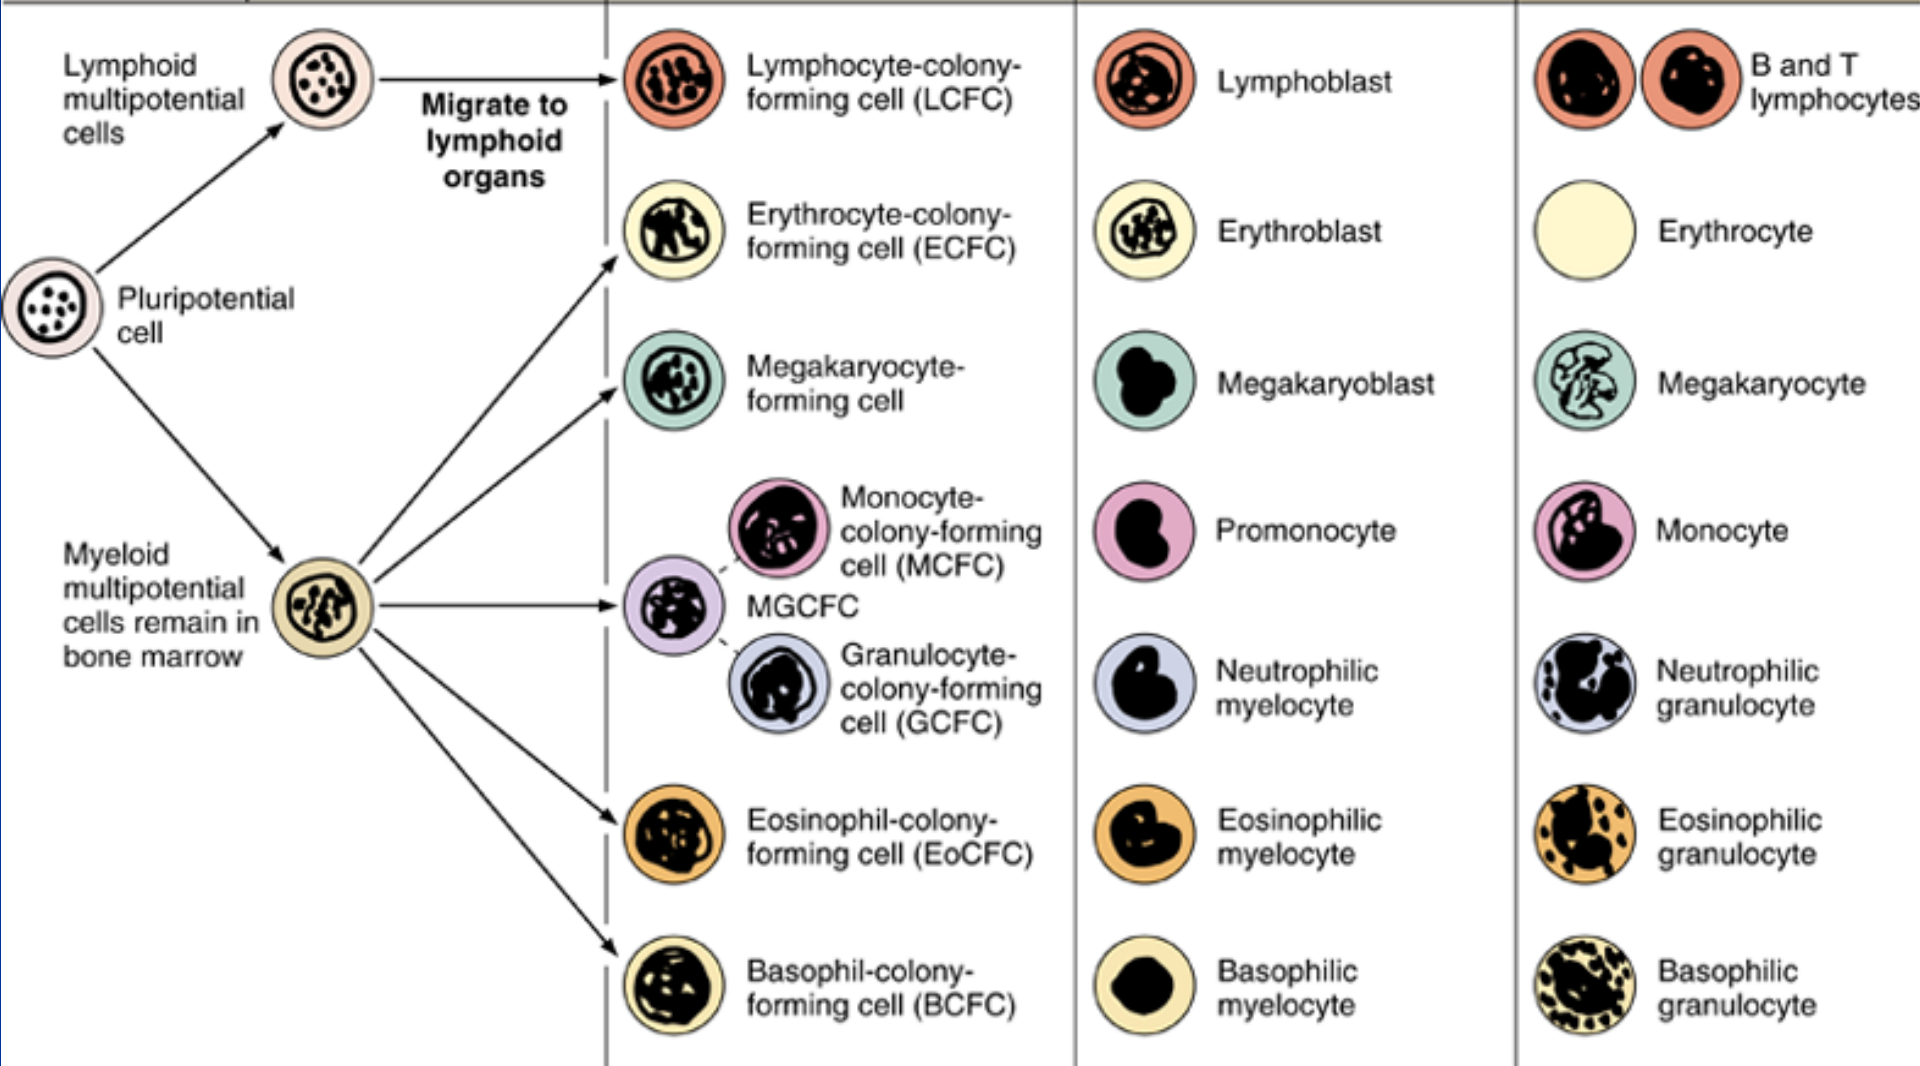 Lymphoid
multipotential
cells
Migrate to
lymphoid
organs
Lymphocyte-colony-
forming cell (LCFC)
Lymphoblast
B and T
lymphocytes
Erythrocyte-colony-
forming cell (ECFC)
Erythroblast
Erythrocyte
Pluripotential
cell
Megakaryocyte-
forming cell
Megakaryoblast
Megakaryocyte
Myeloid
multipotential
cells remain in
bone marrow
Monocyte-
colony-forming
cell (MCFC)
MGCFC
Promonocyte
Monocyte
Granulocyte-
colony-forming
cell (GCFC)
Neutrophilic
myelocyte
Neutrophilic
granulocyte
Eosinophil-colony-
forming cell (EoCFC)
Eosinophilic
myelocyte
Eosinophilic
granulocyte
Basophil-colony-
forming cell (BCFC)
Basophilic
myelocyte
Basophilic
granulocyte